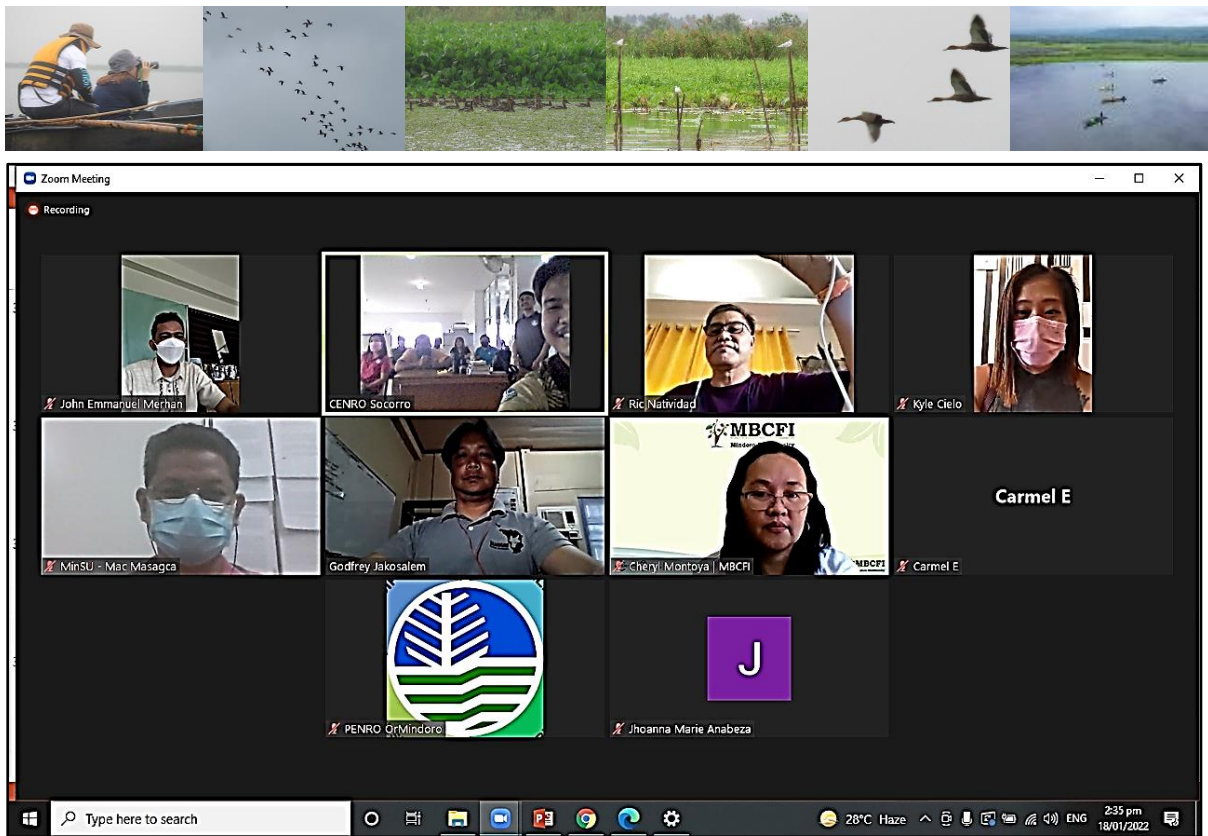 Zoom Meeting
Recording
John Emmanuel Merhan
CENRO Socorro
Ric Natividad
Kyle Cielo
MBCFI
MinSU - Mac Masagca
Godfrey Jakosalem
Cheryl Montoya | MBCFI
MBCFI
Carmel E
Carmel E
PENRO OrMindoro
J
Jhoanna Marie Anabeza
Type here to search
28°C Haze
ENG
2:35 pm
18/01/2022